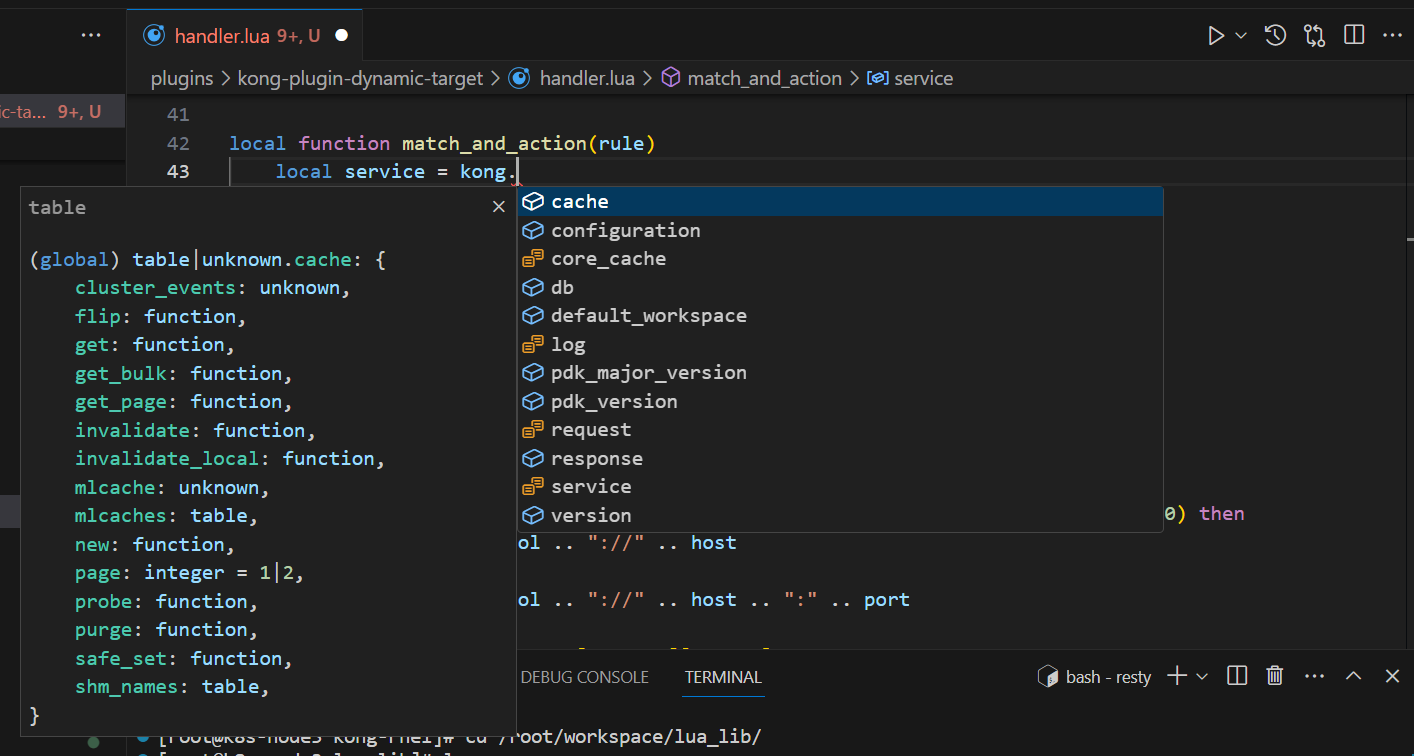 handler.lua 9+, U
plugins > kong-plugin-dynamic-target > handler.lua > match_and_action > service
ic-ta... 9+, U
41
42 local function match_and_action(rule)
43 local service = kong.
table
(global) table|unknown.cache: {
cluster_events: unknown,
flip: function,
get: function,
get_bulk: function,
get_page: function,
invalidate: function,
invalidate_local: function,
mlcache: unknown,
mlcaches: table,
new: function,
page: integer = 1|2,
probe: function,
purge: function,
safe_set: function,
shm_names: table,
}
cache
configuration
core_cache
db
default_workspace
log
pdk_major_version
pdk_version
request
response
service
version
0) then
ol .. "://" .. host
ol .. "://" .. host .. ":" .. port
DEBUG CONSOLE TERMINAL bash - resty
[root@k8s-node3 kong-rhel]# cd /root/workspace/lua_lib/